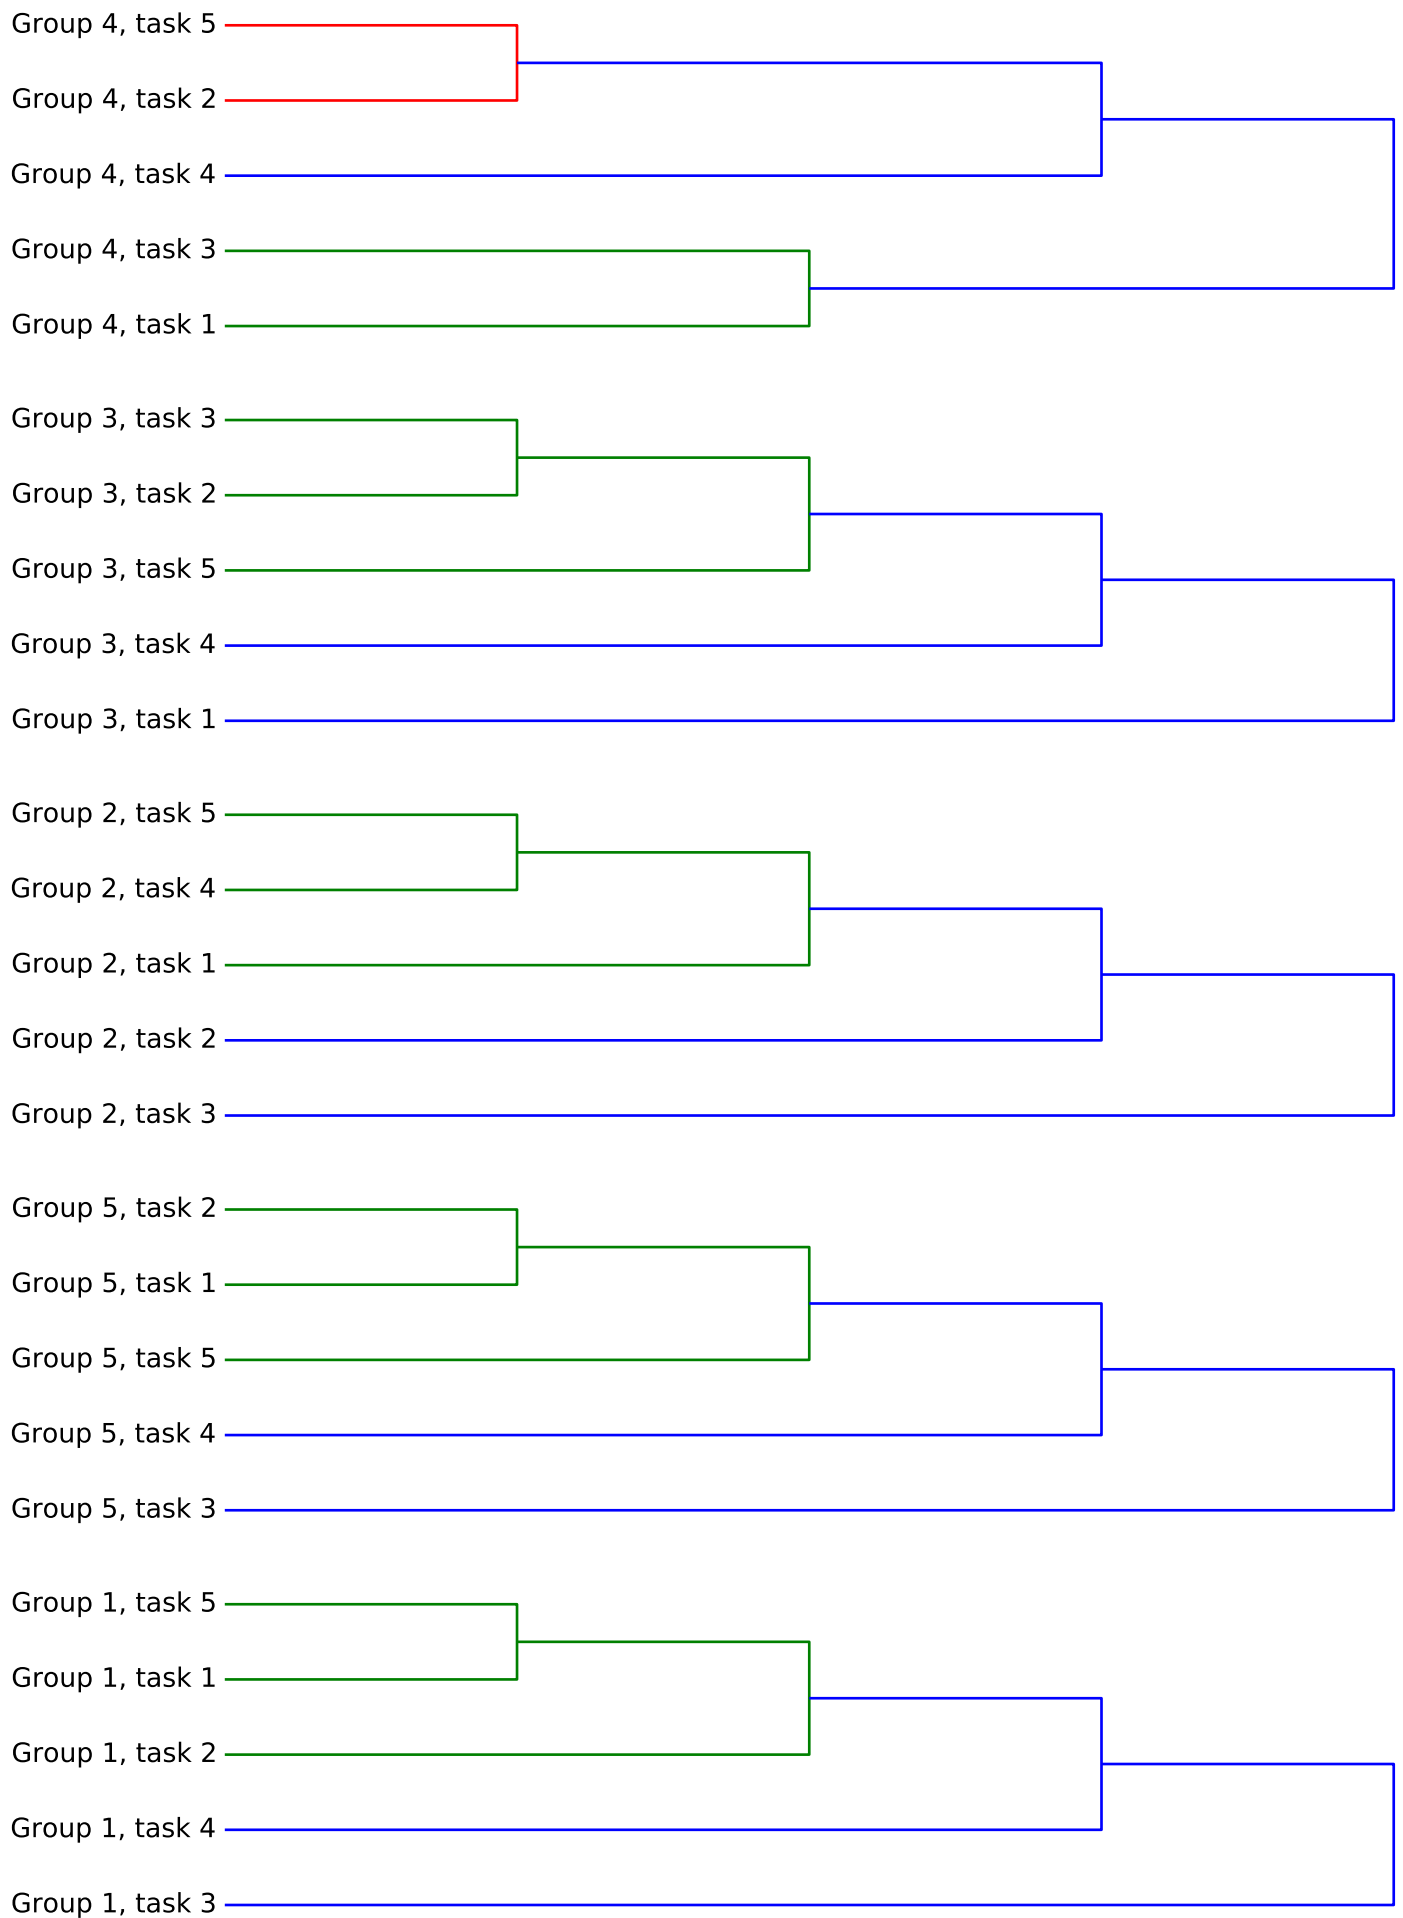 Group 4, task 5
Group 4, task 2
Group 4, task 4
Group 4, task 3
Group 4, task 1
Group 3, task 3
Group 3, task 2
Group 3, task 5
Group 3, task 4
Group 3, task 1
Group 2, task 5
Group 2, task 4
Group 2, task 1
Group 2, task 2
Group 2, task 3
Group 5, task 2
Group 5, task 1
Group 5, task 5
Group 5, task 4
Group 5, task 3
Group 1, task 5
Group 1, task 1
Group 1, task 2
Group 1, task 4
Group 1, task 3